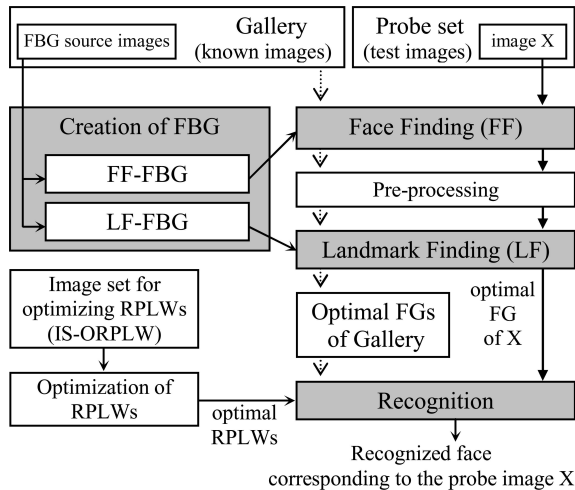 Gallery
(known images)
FBG source images
Probe set
(test images)
image X
Creation of FBG
FF-FBG
LF-FBG
Face Finding (FF)
Pre-processing
Landmark Finding (LF)
Image set for
optimizing RPLWs
(IS-ORPLW)
Optimal FGs
of Gallery
optimal
FG
of X
Optimization of
RPLWs
optimal
RPLWs
Recognition
Recognized face
corresponding to the probe image X